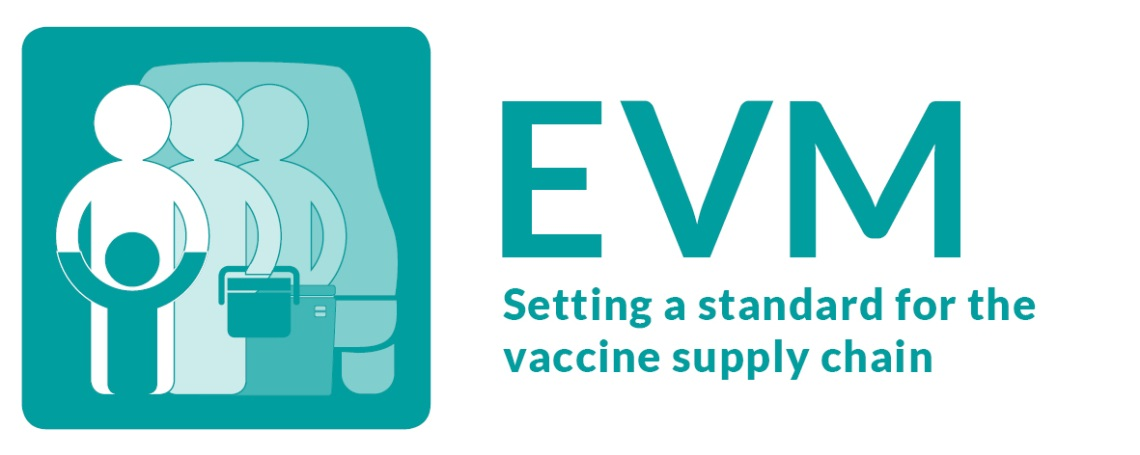 EVM
Setting a standard for the
vaccine supply chain